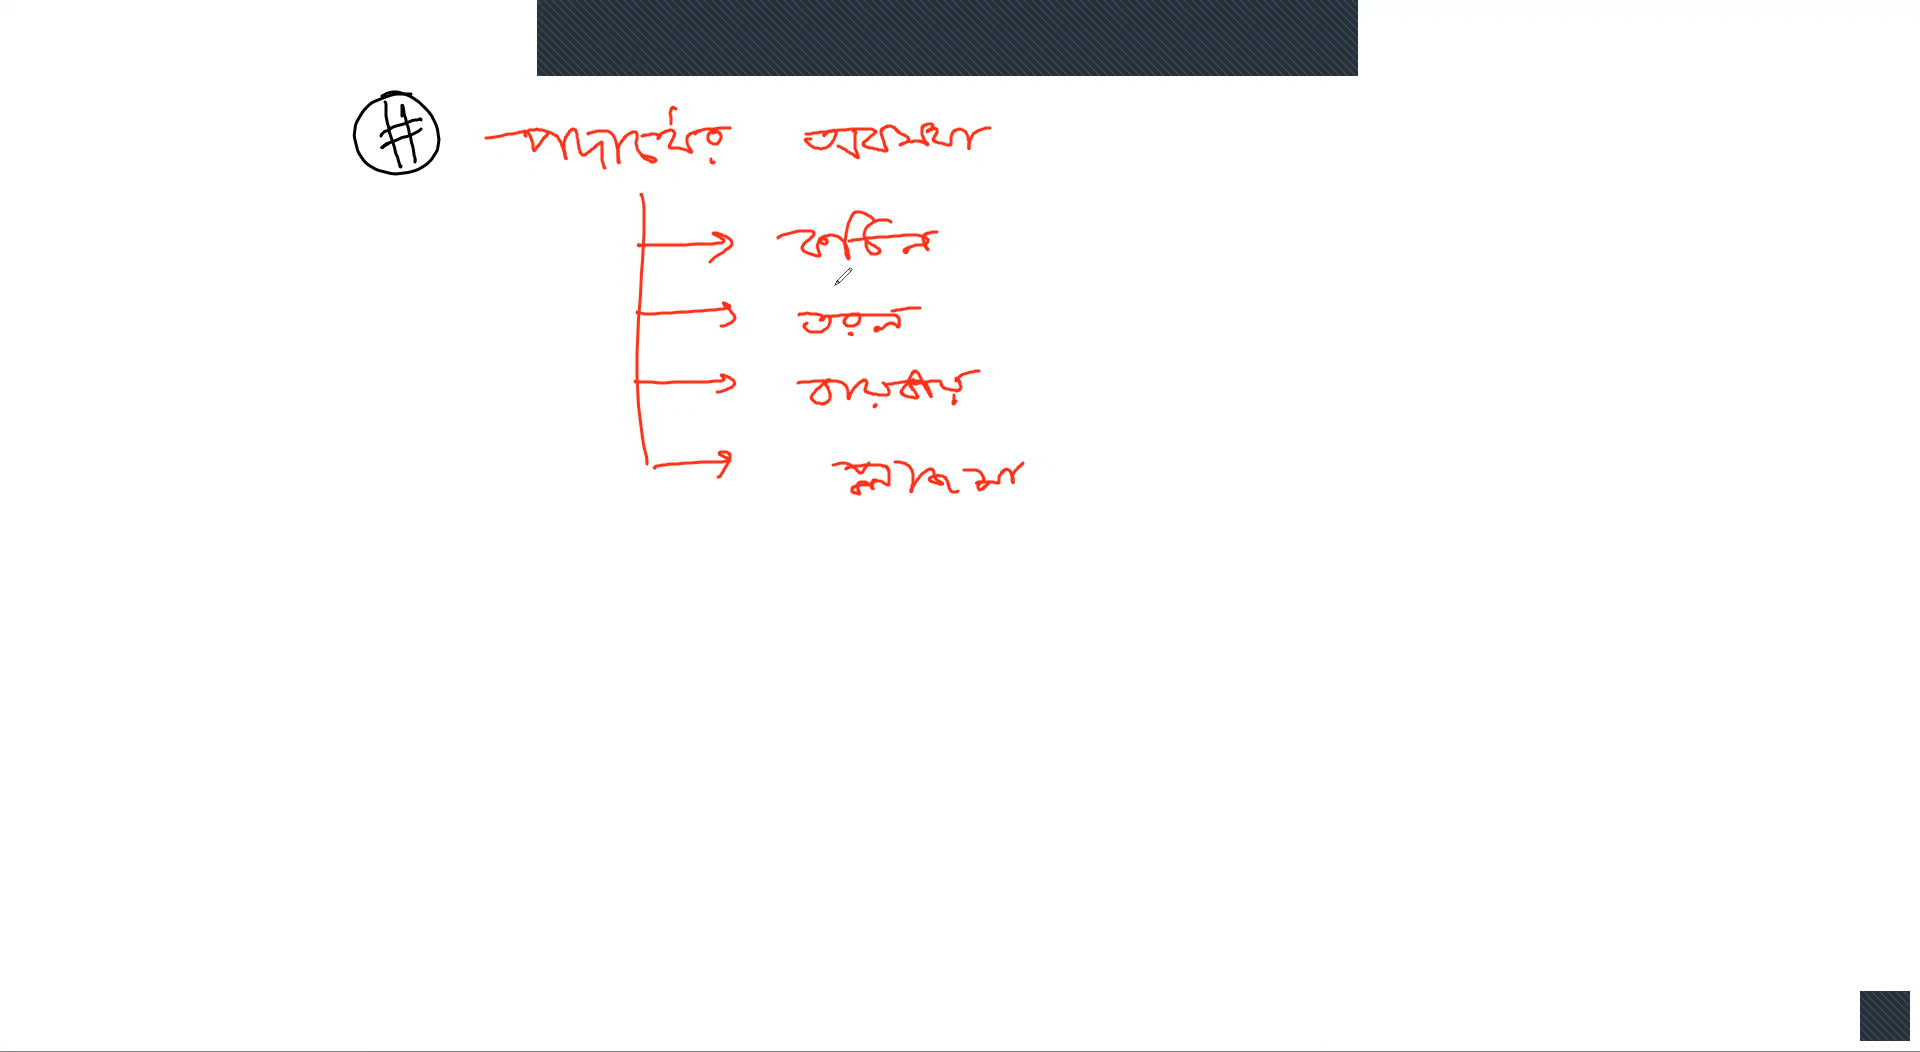 # পদার্থের অবস্থা
→ কঠিন
→ তরল
→ বায়বীয়
→ প্লাজমা